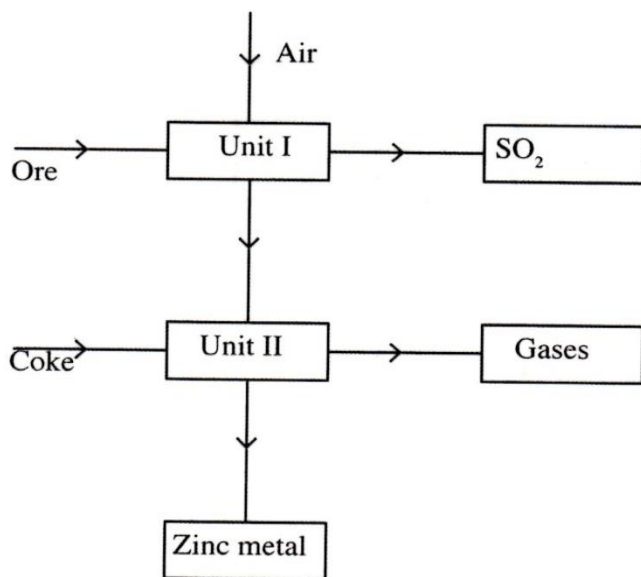 Air
Unit I
SO₂
Ore
Unit II
Gases
Coke
Zinc metal